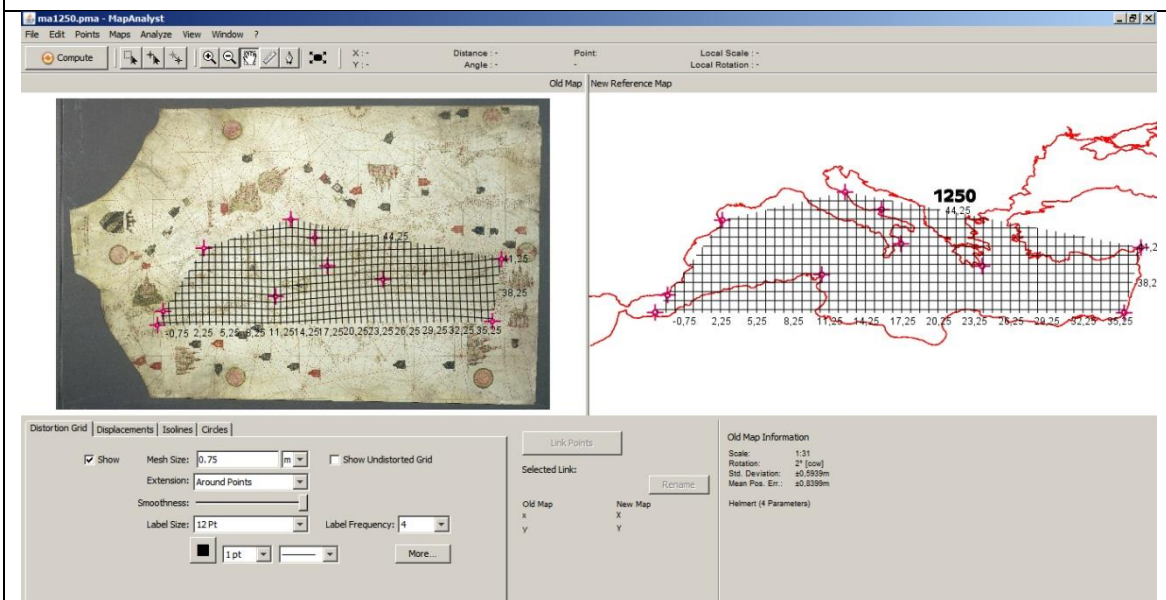 ma1250.pma - MapAnalyst
File Edit Points Maps Analyze View Window ?
Compute X : - Distance : - Point: Local Scale : -
Y : - Angle : - - Local Rotation : -
Old Map New Reference Map
1250
44,25 44,25
41,25
38,25 38,2
-0,75 2,25 5,25 8,25 11,25 14,25 17,25 20,25 23,25 26,25 29,25 32,25 35,25
-0,75 2,25 5,25 8,25 11,25 14,25 17,25 20,25 23,25 26,25 29,25 32,25 35,25
Distortion Grid Displacements Isolines Circles
Show Mesh Size: 0.75 m Show Undistorted Grid
Extension: Around Points
Smoothness:
Label Size: 12 Pt Label Frequency: 4
1 pt More...
Link Points
Selected Link:
Rename
Old Map New Map
x X
y Y
Old Map Information
Scale: 1:31
Rotation: 2° [ccw]
Std. Deviation: ±0,5939m
Mean Pos. Err.: ±0,8399m
Helmert (4 Parameters)